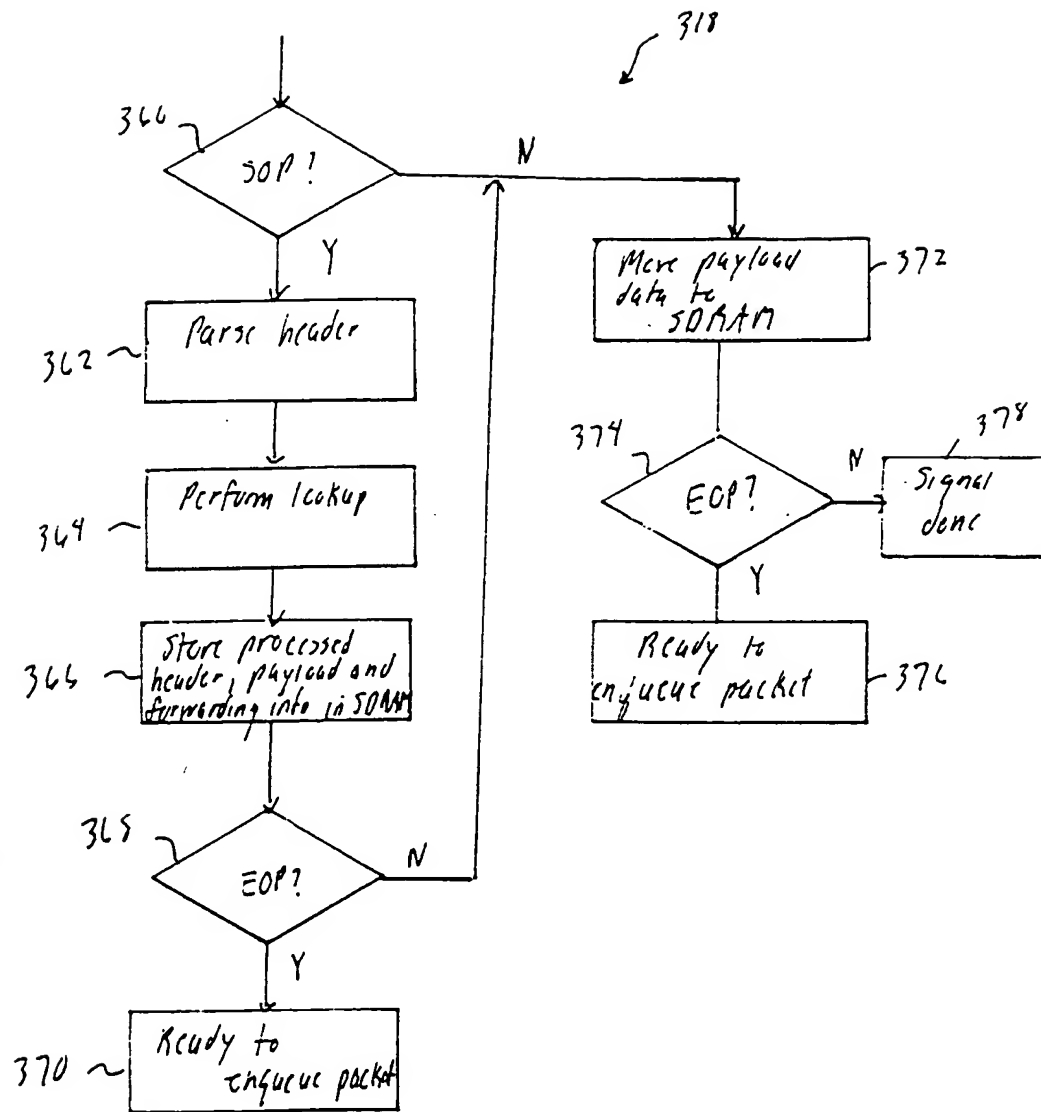 318
366
SOP?
N
Y
Move payload
data to
SDRAM
372
Parse header
362
374
EOP?
N
378
Signal
done
Perform lookup
364
Y
Store processed
header, payload and
forwarding info in SDRAM
366
Ready to
enqueue packet
376
368
EOP?
N
Y
Ready to
enqueue packet
370